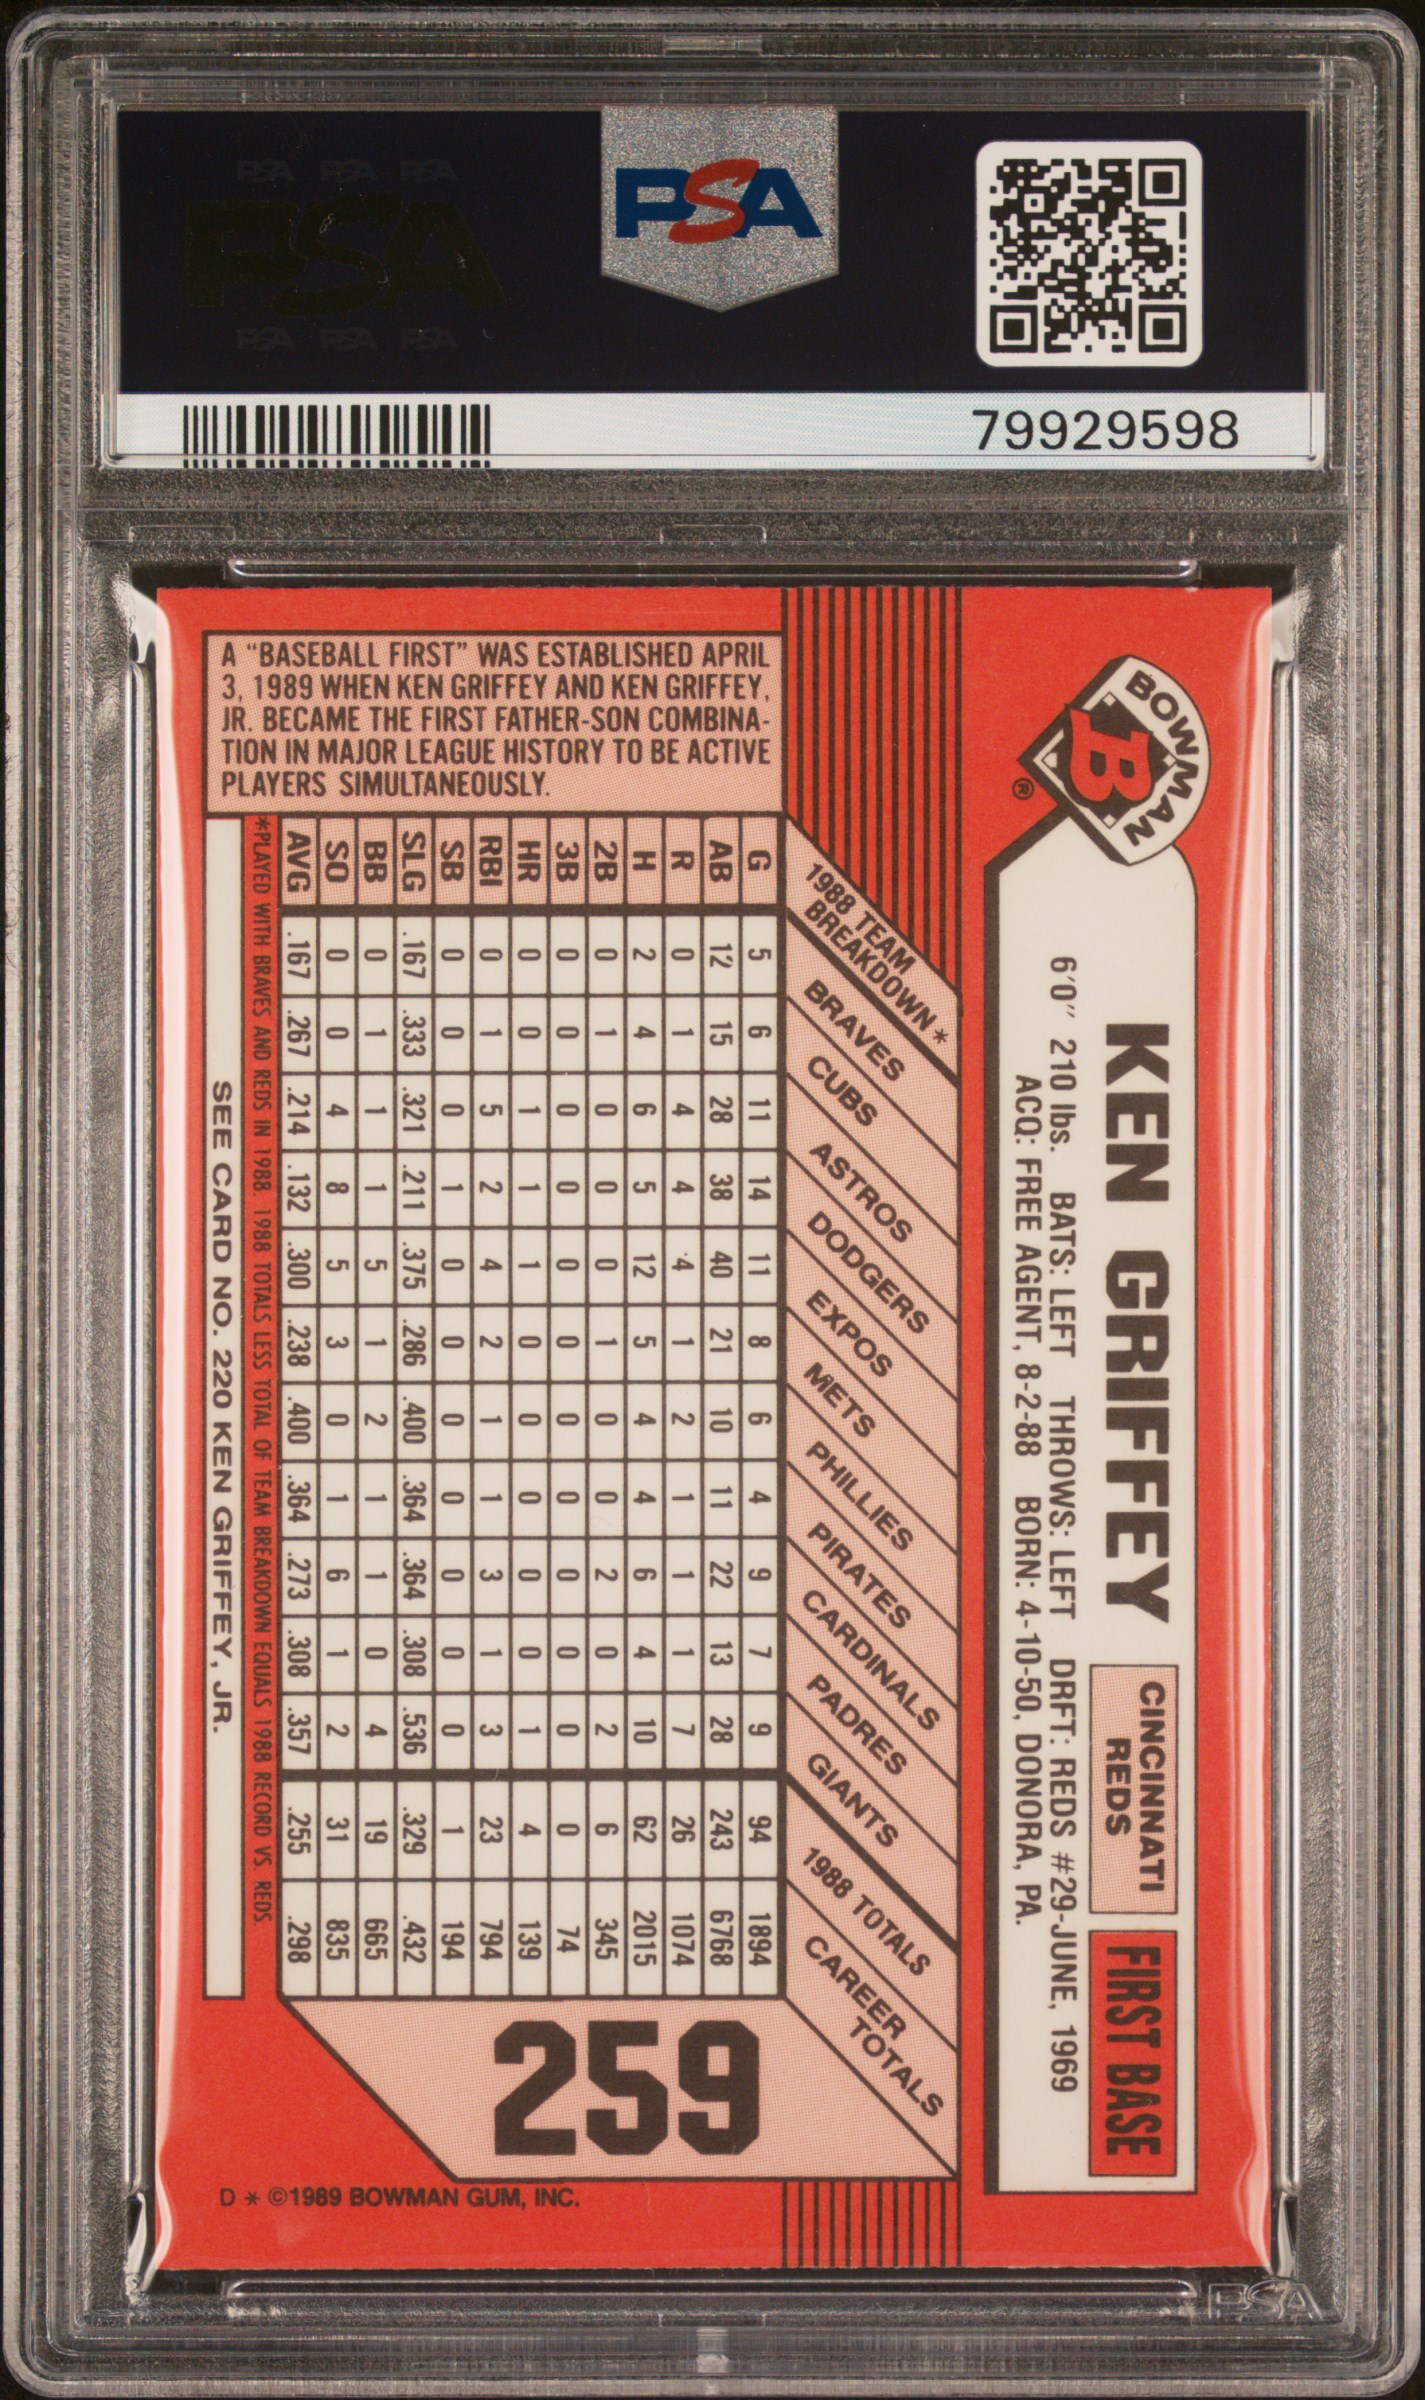 PSA PSA PSA
PSA
PSA PSA PSA
PSA
79929598
A "BASEBALL FIRST" WAS ESTABLISHED APRIL
3, 1989 WHEN KEN GRIFFEY AND KEN GRIFFEY,
JR. BECAME THE FIRST FATHER-SON COMBINA-
TION IN MAJOR LEAGUE HISTORY TO BE ACTIVE
PLAYERS SIMULTANEOUSLY.
BOWMAN
B
®
KEN GRIFFEY
CINCINNATI
REDS
FIRST BASE
6'0" 210 lbs. BATS: LEFT THROWS: LEFT DRFT: REDS #29-JUNE, 1969
ACQ: FREE AGENT, 8-2-88 BORN: 4-10-50, DONORA, PA.
1988 TEAM
BREAKDOWN *
BRAVES
CUBS
ASTROS
DODGERS
EXPOS
METS
PHILLIES
PIRATES
CARDINALS
PADRES
GIANTS
1988 TOTALS
CAREER
TOTALS
G 5 6 11 14 11 8 6 4 9 7 9 94 1894
AB 12 15 28 38 40 21 10 11 22 13 28 243 6768
R 0 1 4 4 4 1 2 1 1 1 7 26 1074
H 2 4 6 5 12 5 4 4 6 4 10 62 2015
2B 0 1 0 0 0 1 0 0 2 0 2 6 345
3B 0 0 0 0 0 0 0 0 0 0 0 0 74
HR 0 0 1 1 1 0 0 0 0 0 1 4 139
RBI 0 1 5 2 4 2 1 1 3 1 3 23 794
SB 0 0 0 1 0 0 0 0 0 0 0 1 194
SLG .167 .333 .321 .211 .375 .286 .400 .364 .364 .308 .536 .329 .432
BB 0 1 1 1 5 1 2 1 1 0 4 19 665
SO 0 0 4 8 5 3 0 1 6 1 2 31 835
AVG .167 .267 .214 .132 .300 .238 .400 .364 .273 .308 .357 .255 .298
*PLAYED WITH BRAVES AND REDS IN 1988. 1988 TOTALS LESS TOTAL OF TEAM BREAKDOWN EQUALS 1988 RECORD VS. REDS.
SEE CARD NO. 220 KEN GRIFFEY, JR.
259
D * ©1989 BOWMAN GUM, INC.
PSA